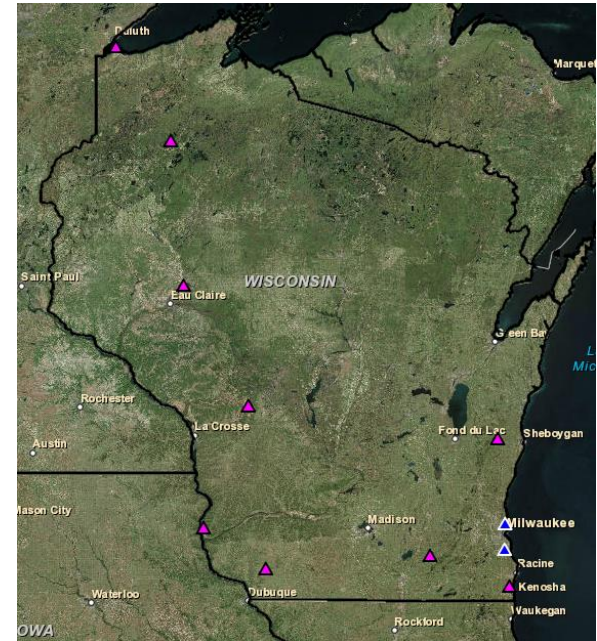 Duluth
Marquet
Saint Paul
WISCONSIN
Eau Claire
Green Bay
L
Mic
Rochester
La Crosse
Fond du Lac
Sheboygan
Austin
Mason City
Madison
Milwaukee
Racine
Kenosha
Waterloo
Dubuque
Waukegan
Rockford
OWA